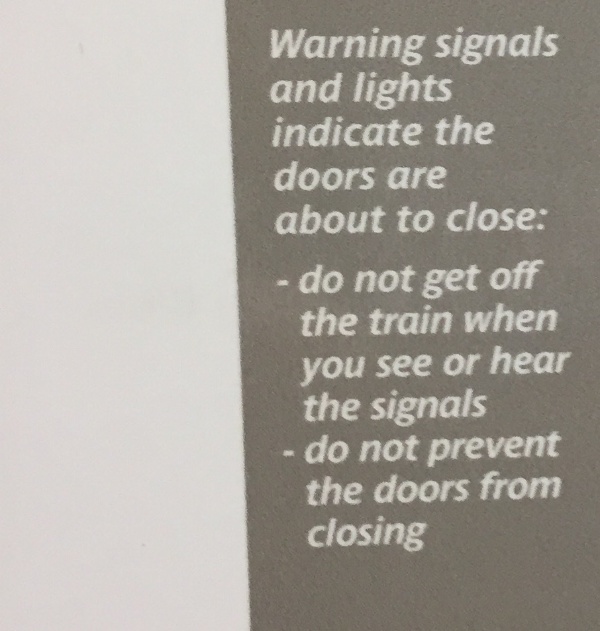 Warning signals
and lights
indicate the
doors are
about to close:
- do not get off
the train when
you see or hear
the signals
- do not prevent
the doors from
closing